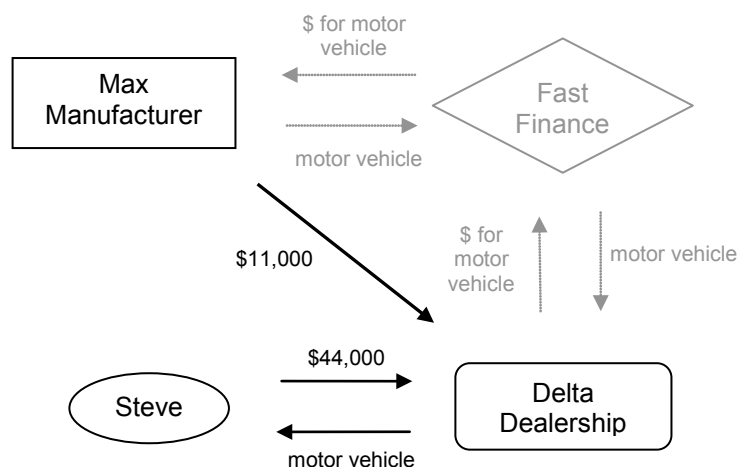 $ for motor
vehicle
Max
Manufacturer
Fast
Finance
motor vehicle
$11,000
$ for
motor
vehicle
motor vehicle
$44,000
Steve
Delta
Dealership
motor vehicle